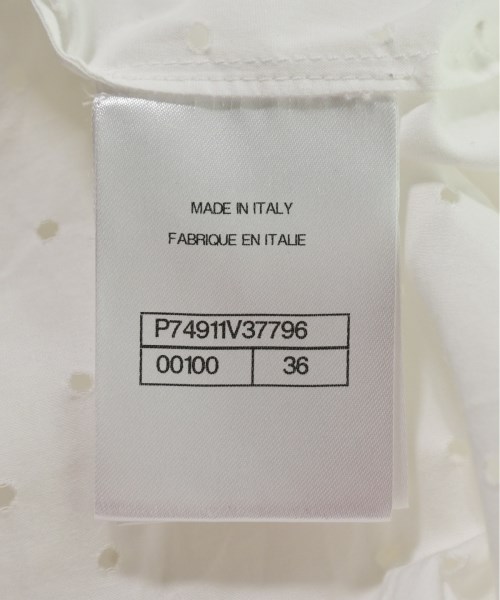 MADE IN ITALY
FABRIQUE EN ITALIE
P74911V37796
00100 36